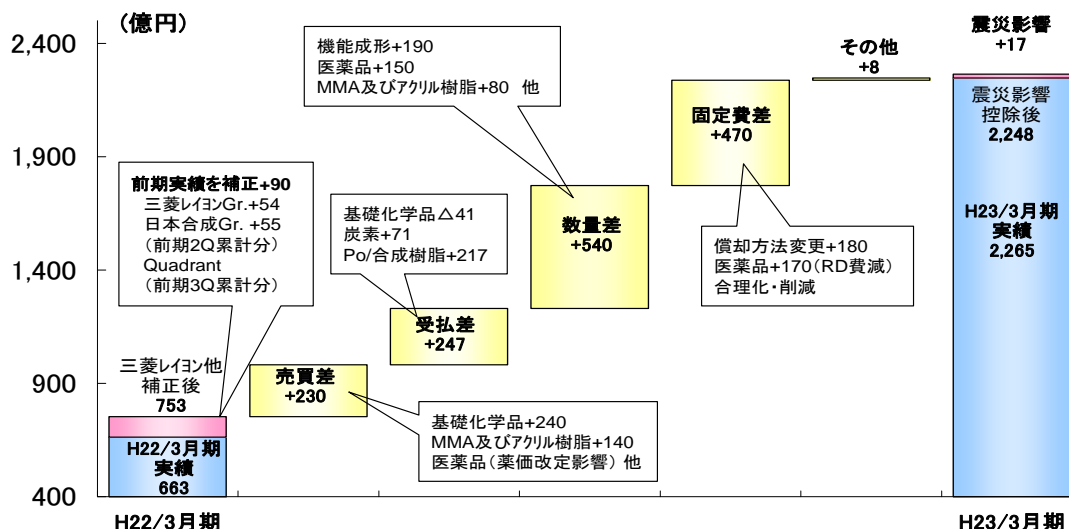 (億円)
2,400
1,900
1,400
900
400
前期実績を補正+90
三菱レイヨンGr.+54
日本合成Gr. +55
(前期2Q累計分)
Quadrant
(前期3Q累計分)
三菱レイヨン他
補正後
753
H22/3月期
実績
663
H22/3月期
売買差
+230
基礎化学品+240
MMA及びアクリル樹脂+140
医薬品(薬価改定影響) 他
基礎化学品△41
炭素+71
Po/合成樹脂+217
受払差
+247
機能成形+190
医薬品+150
MMA及びアクリル樹脂+80 他
数量差
+540
固定費差
+470
償却方法変更+180
医薬品+170(RD費減)
合理化・削減
その他
+8
震災影響
+17
震災影響
控除後
2,248
H23/3月期
実績
2,265
H23/3月期